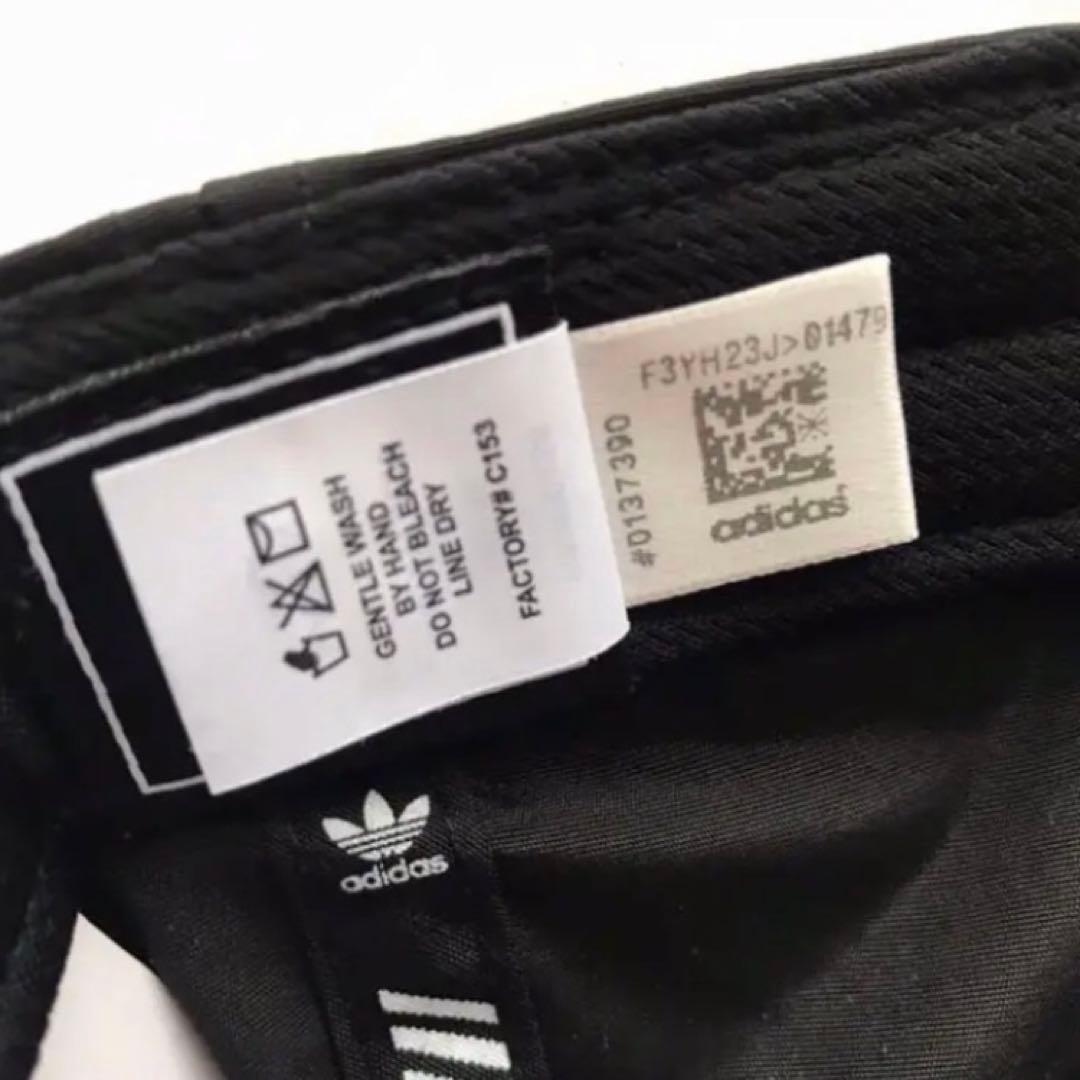 GENTLE WASH
BY HAND
DO NOT BLEACH
LINE DRY
FACTORY# C153
F3YH23J>01479
#0137390
adidas
adidas